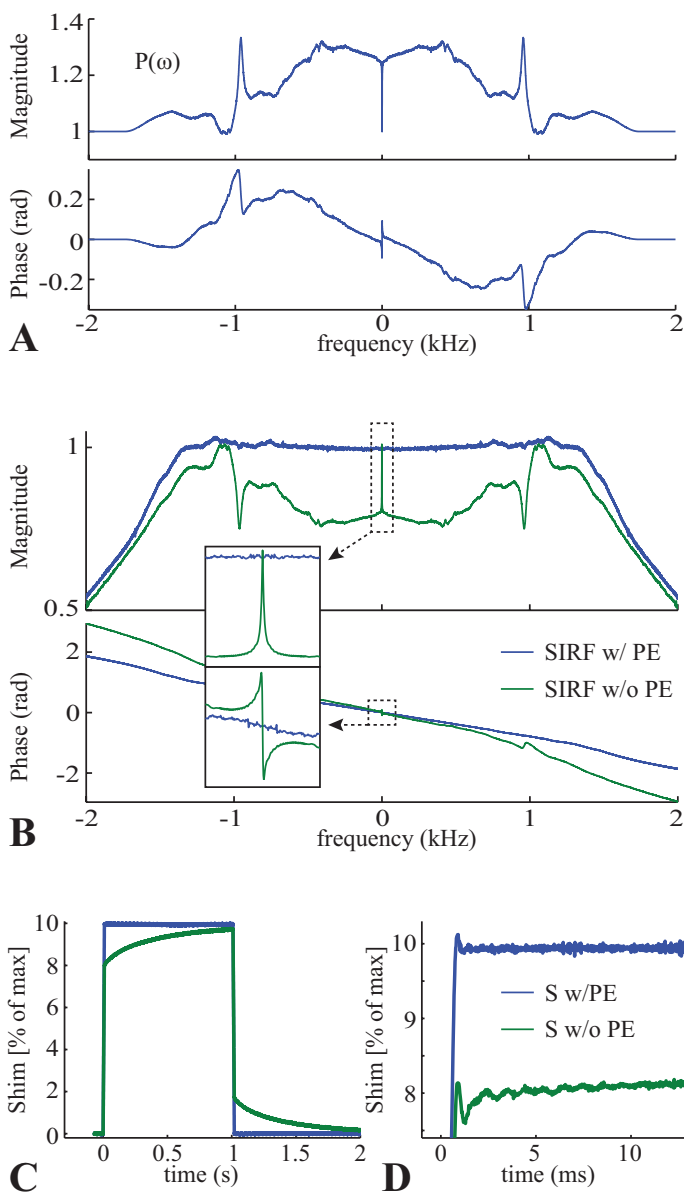 1.4
1.2
1
Magnitude
P(ω)
0.2
0
-0.2
Phase (rad)
-2
-1
0
1
2
frequency (kHz)
A
1
0.5
Magnitude
2
0
-2
Phase (rad)
SIRF w/ PE
SIRF w/o PE
-2
-1
0
1
2
frequency (kHz)
B
10
8
6
4
2
0
Shim [% of max]
0
0.5
1
1.5
2
time (s)
C
10
9
8
Shim [% of max]
S w/PE
S w/o PE
0
5
10
time (ms)
D